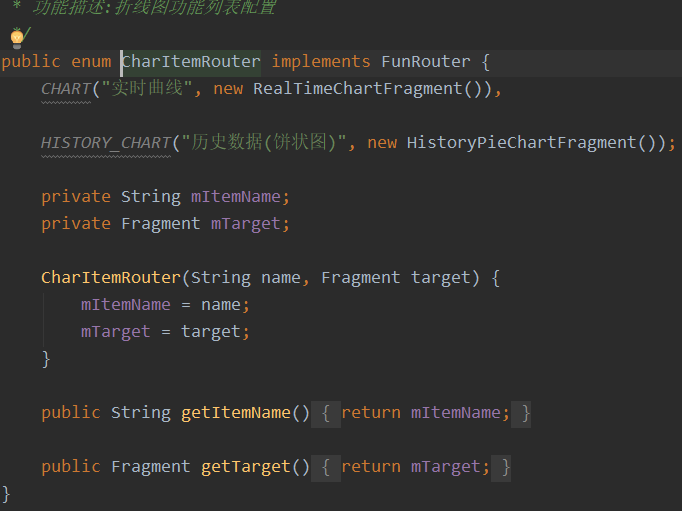 * 功能描述:折线图功能列表配置
*/
public enum CharItemRouter implements FunRouter {
CHART("实时曲线", new RealTimeChartFragment()),
HISTORY_CHART("历史数据(饼状图)", new HistoryPieChartFragment());
private String mItemName;
private Fragment mTarget;
CharItemRouter(String name, Fragment target) {
mItemName = name;
mTarget = target;
}
public String getItemName() { return mItemName; }
public Fragment getTarget() { return mTarget; }
}